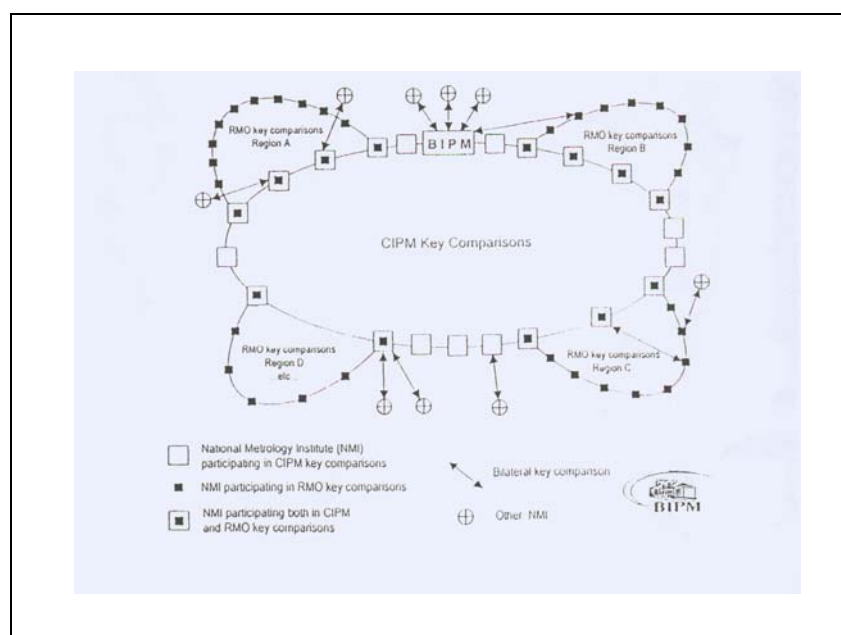 RMO key comparisons
Region A
BIPM
RMO key comparisons
Region B
CIPM Key Comparisons
RMO key comparisons
Region D
...etc...
RMO key comparisons
Region C
National Metrology Institute (NMI)
participating in CIPM key comparisons
NMI participating in RMO key comparisons
NMI participating both in CIPM
and RMO key comparisons
Bilateral key comparison
Other NMI
BIPM